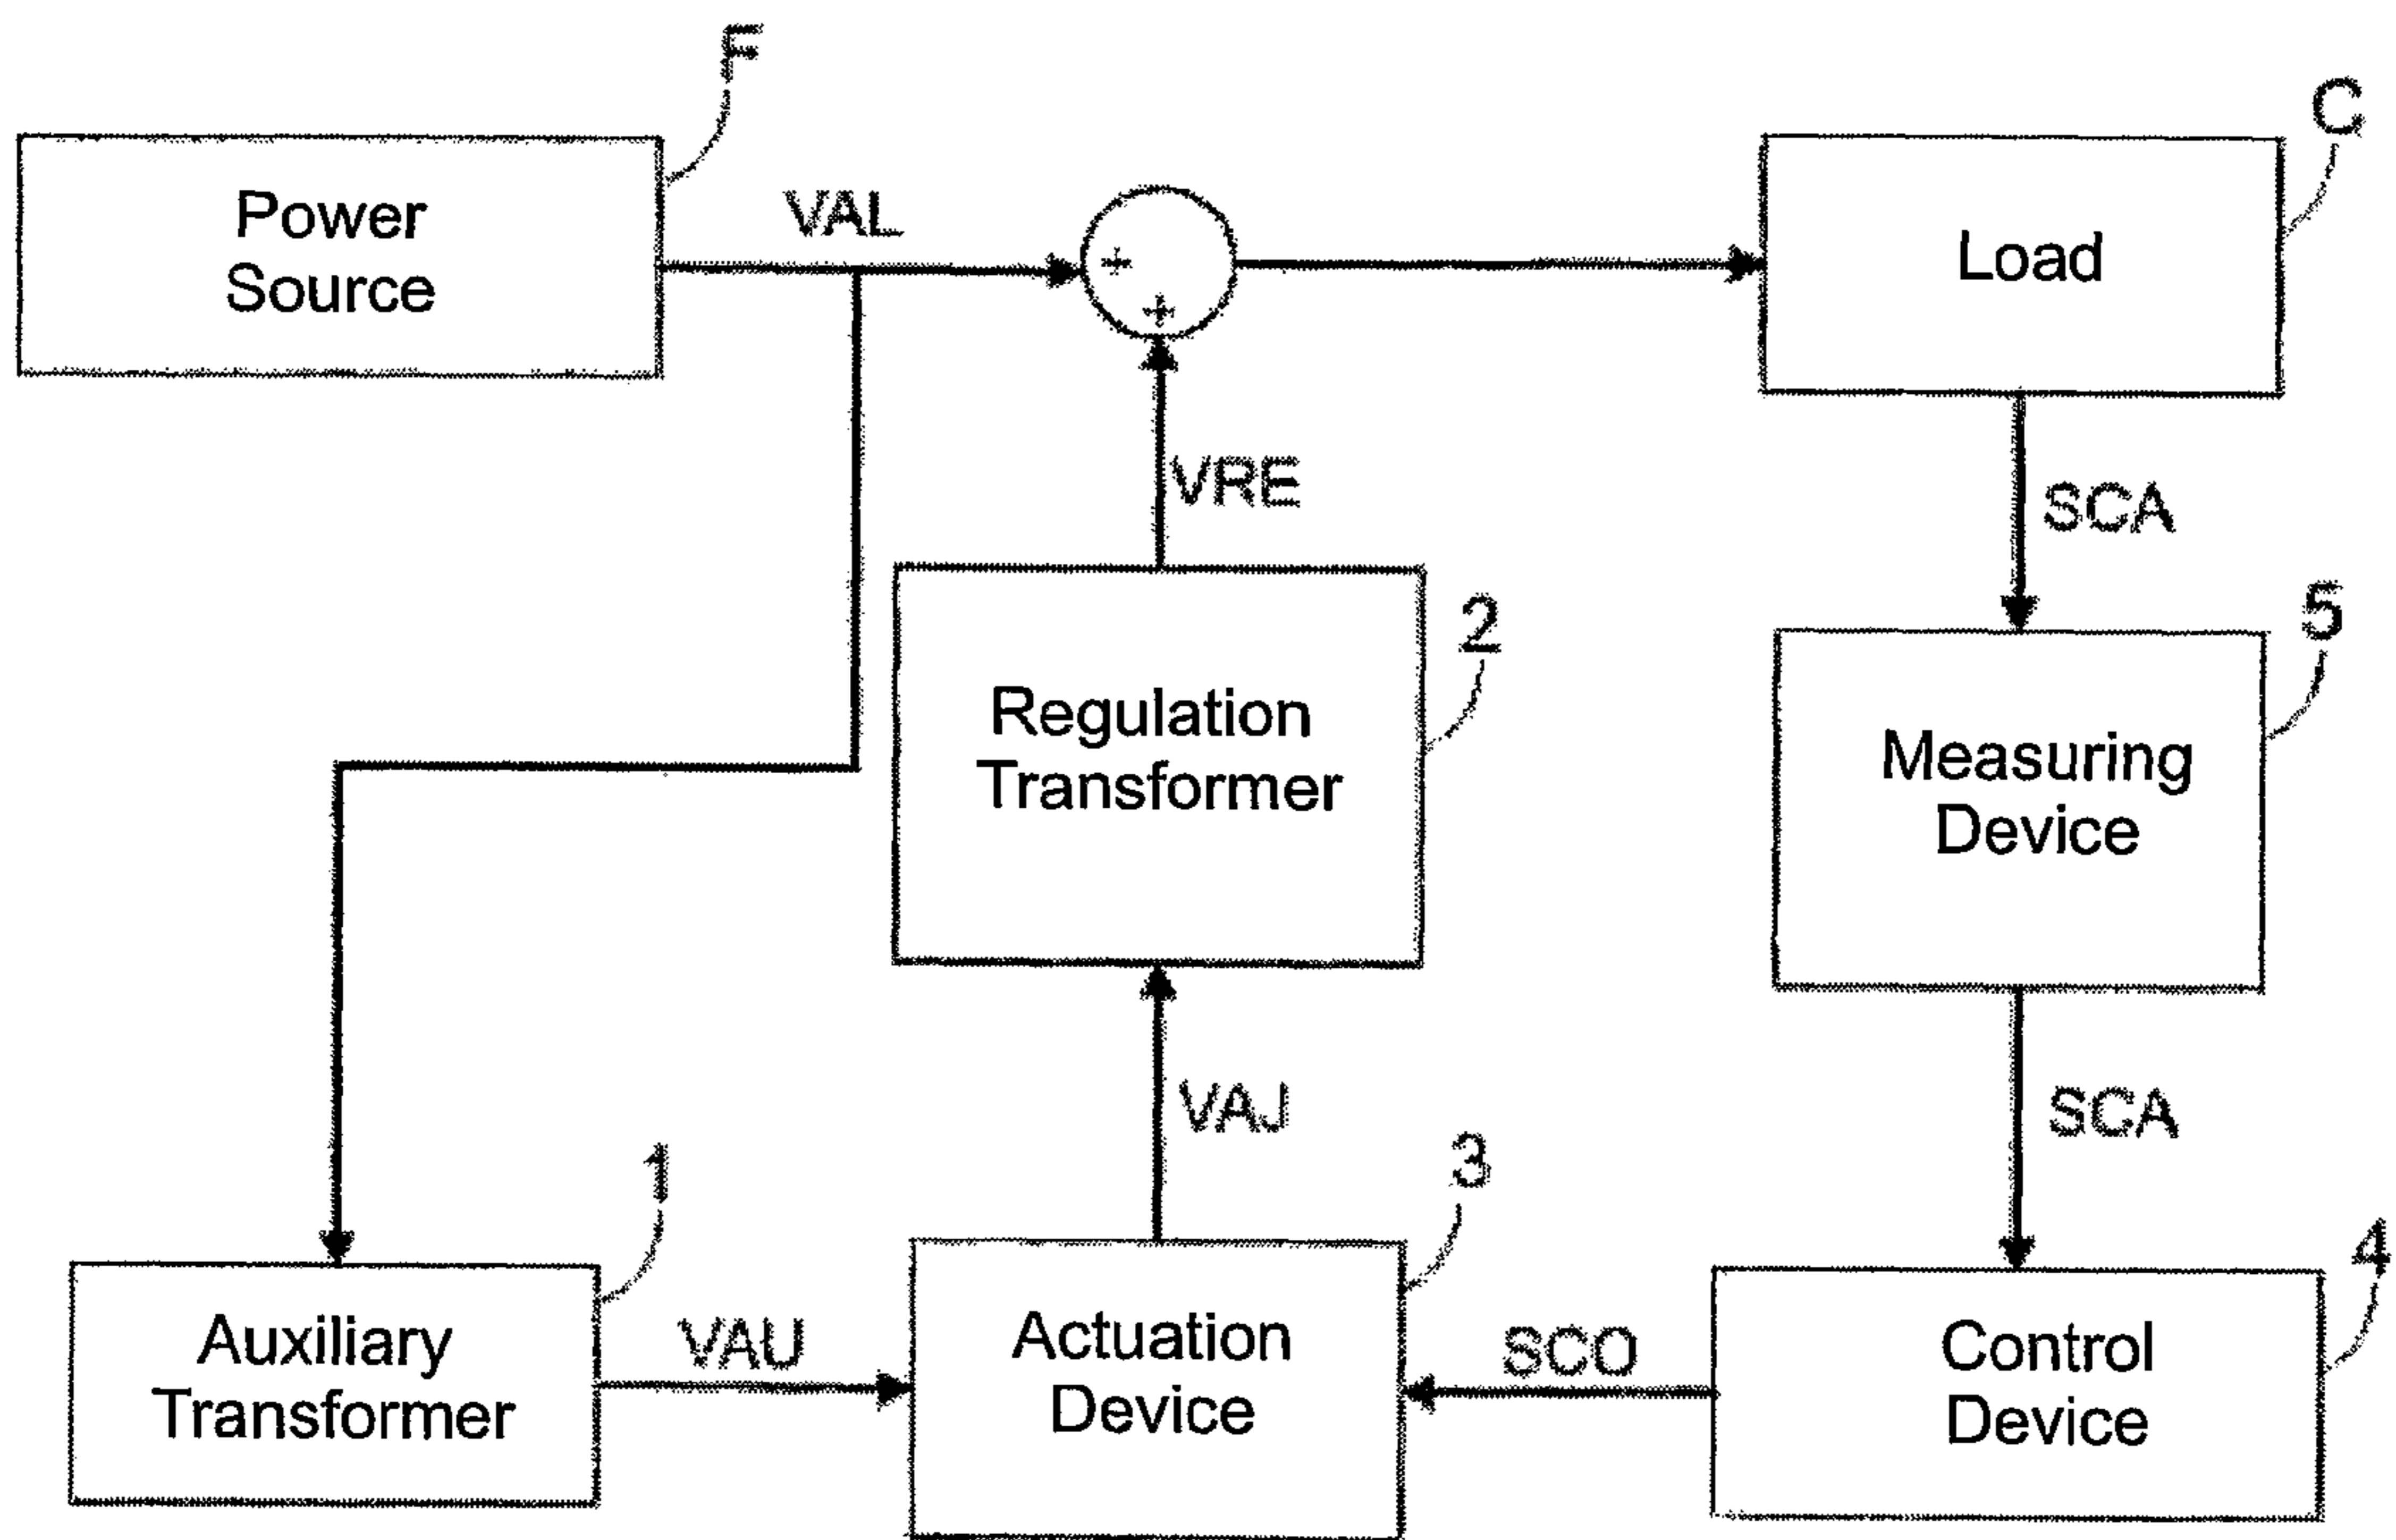 F
C
Power
Source
VAL
+
+
Load
VRE
SCA
2
5
Regulation
Transformer
Measuring
Device
VAJ
SCA
1
3
4
Auxiliary
Transformer
VAU
Actuation
Device
SCO
Control
Device